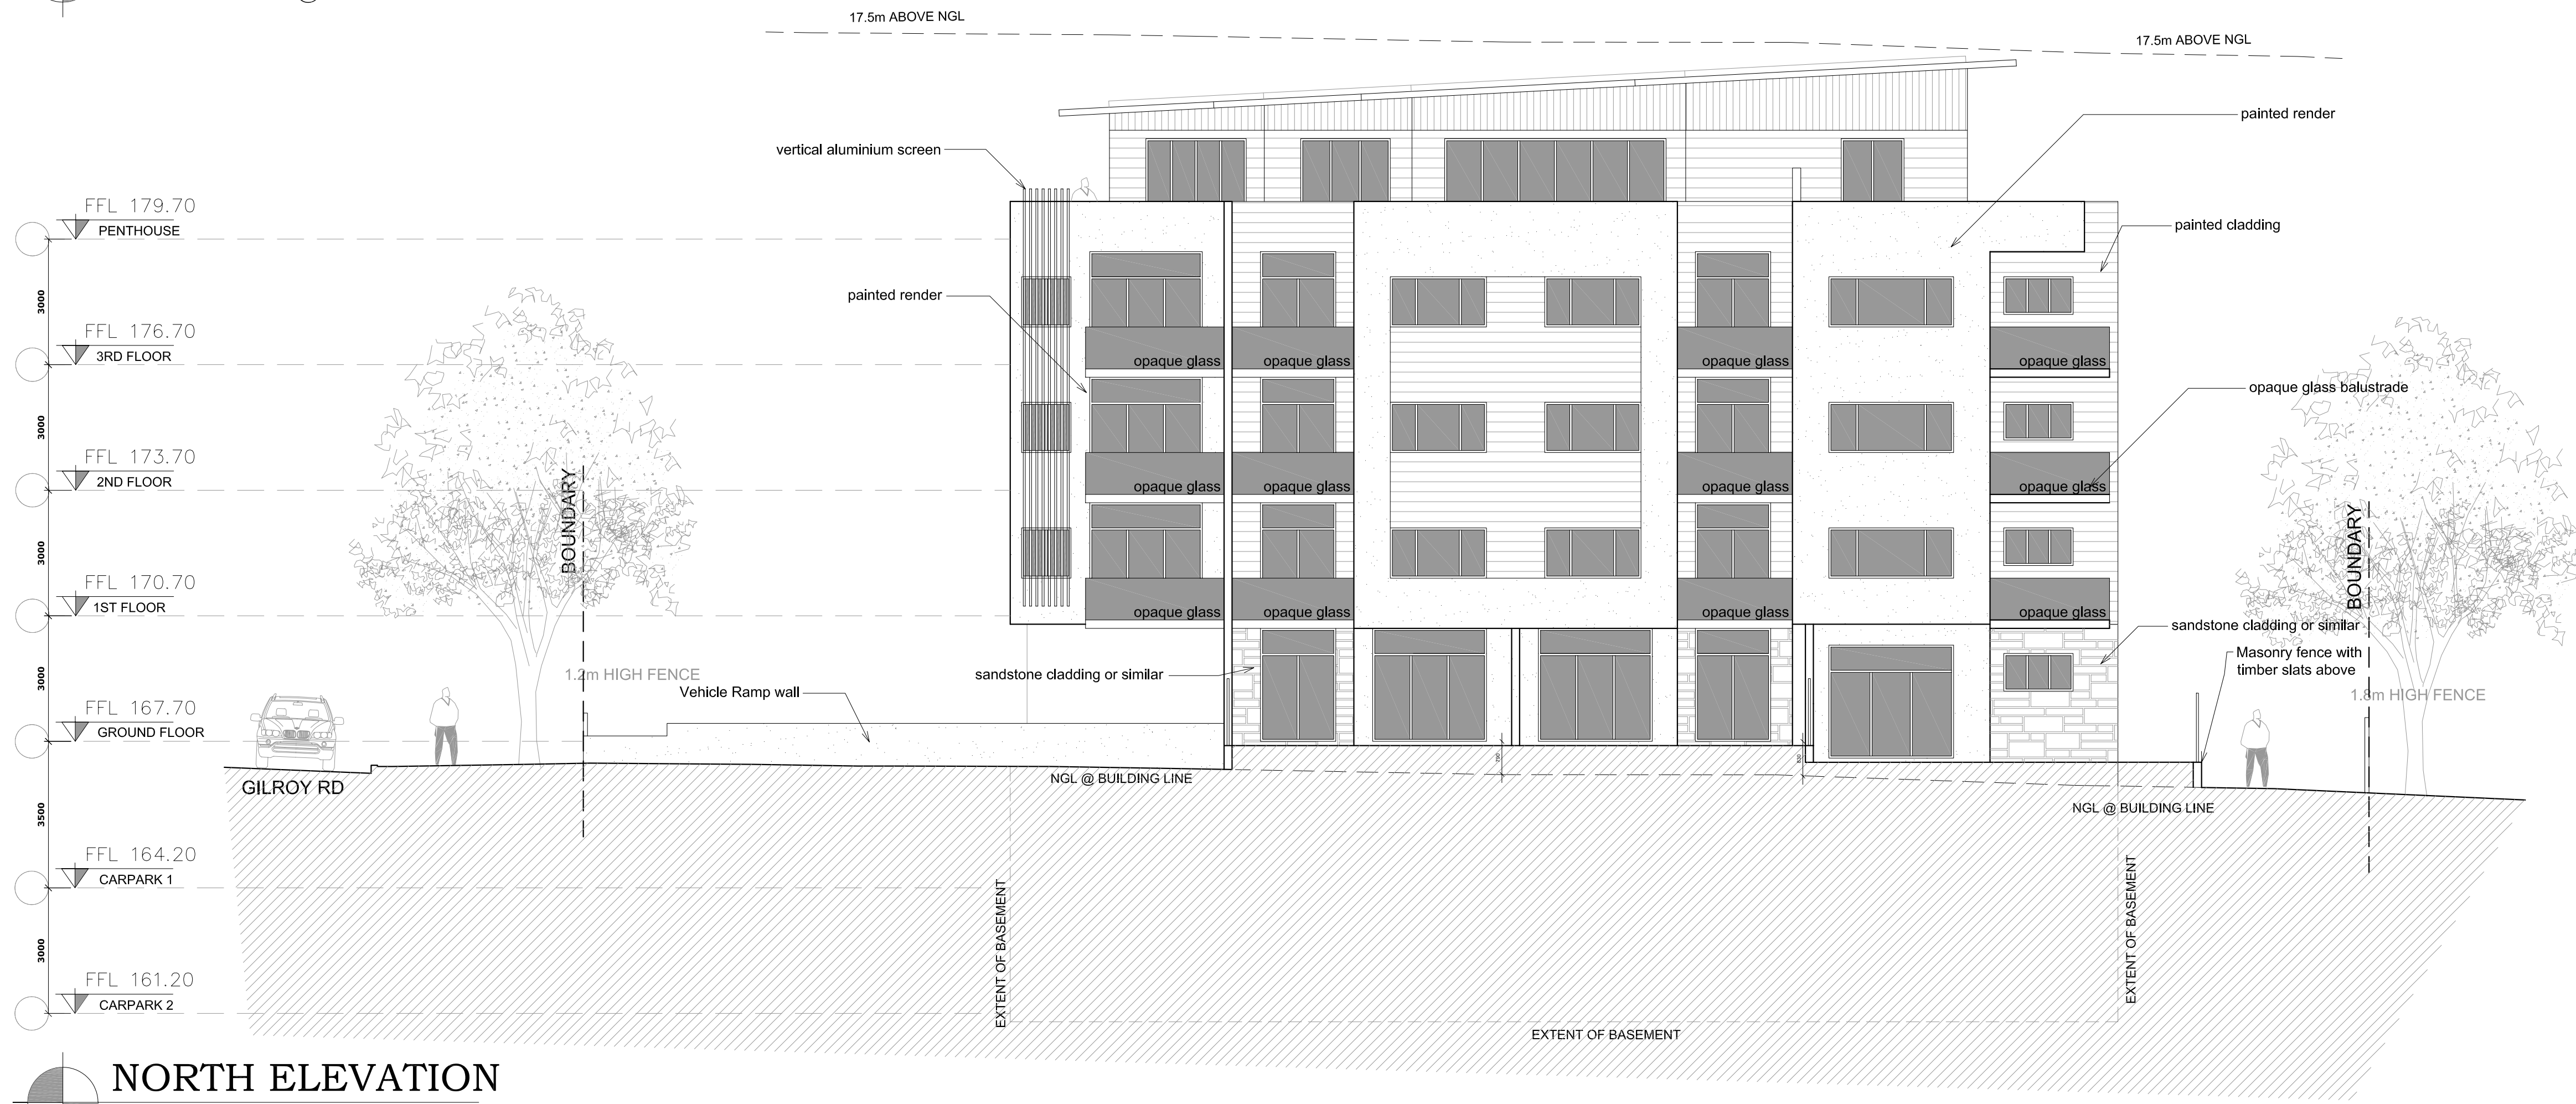 17.5m ABOVE NGL
17.5m ABOVE NGL
painted render
vertical aluminium screen
FFL 179.70
PENTHOUSE
painted cladding
3000
painted render
FFL 176.70
3RD FLOOR
opaque glass
opaque glass
opaque glass
opaque glass
opaque glass balustrade
3000
FFL 173.70
2ND FLOOR
BOUNDARY
opaque glass
opaque glass
opaque glass
opaque glass
BOUNDARY
3000
FFL 170.70
1ST FLOOR
opaque glass
opaque glass
opaque glass
opaque glass
sandstone cladding or similar
Masonry fence with
timber slats above
3000
1.2m HIGH FENCE
sandstone cladding or similar
Vehicle Ramp wall
1.8m HIGH FENCE
FFL 167.70
GROUND FLOOR
700
830
GILROY RD
NGL @ BUILDING LINE
NGL @ BUILDING LINE
3500
FFL 164.20
CARPARK 1
EXTENT OF BASEMENT
EXTENT OF BASEMENT
3000
FFL 161.20
CARPARK 2
EXTENT OF BASEMENT
NORTH ELEVATION